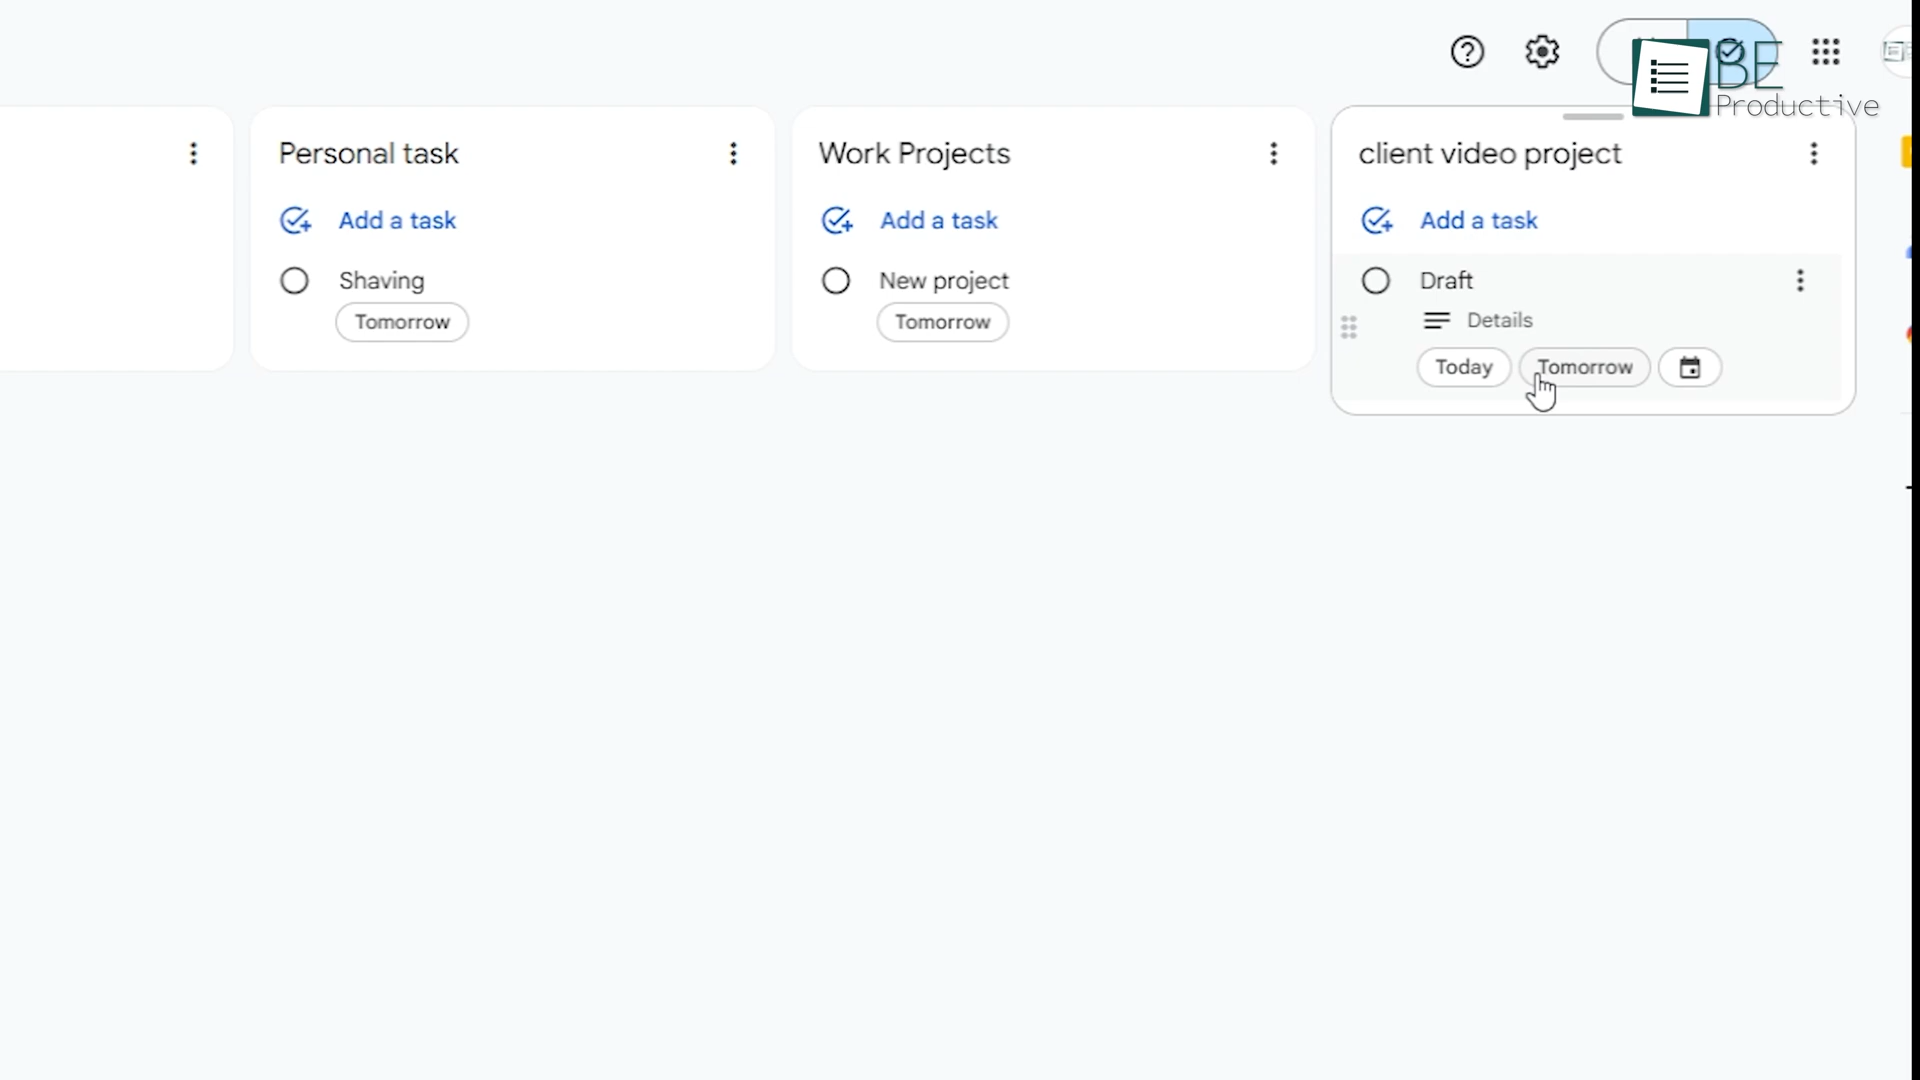 BE
Productive
Personal task
Add a task
Shaving
Tomorrow
Work Projects
Add a task
New project
Tomorrow
client video project
Add a task
Draft
Details
Today
Tomorrow